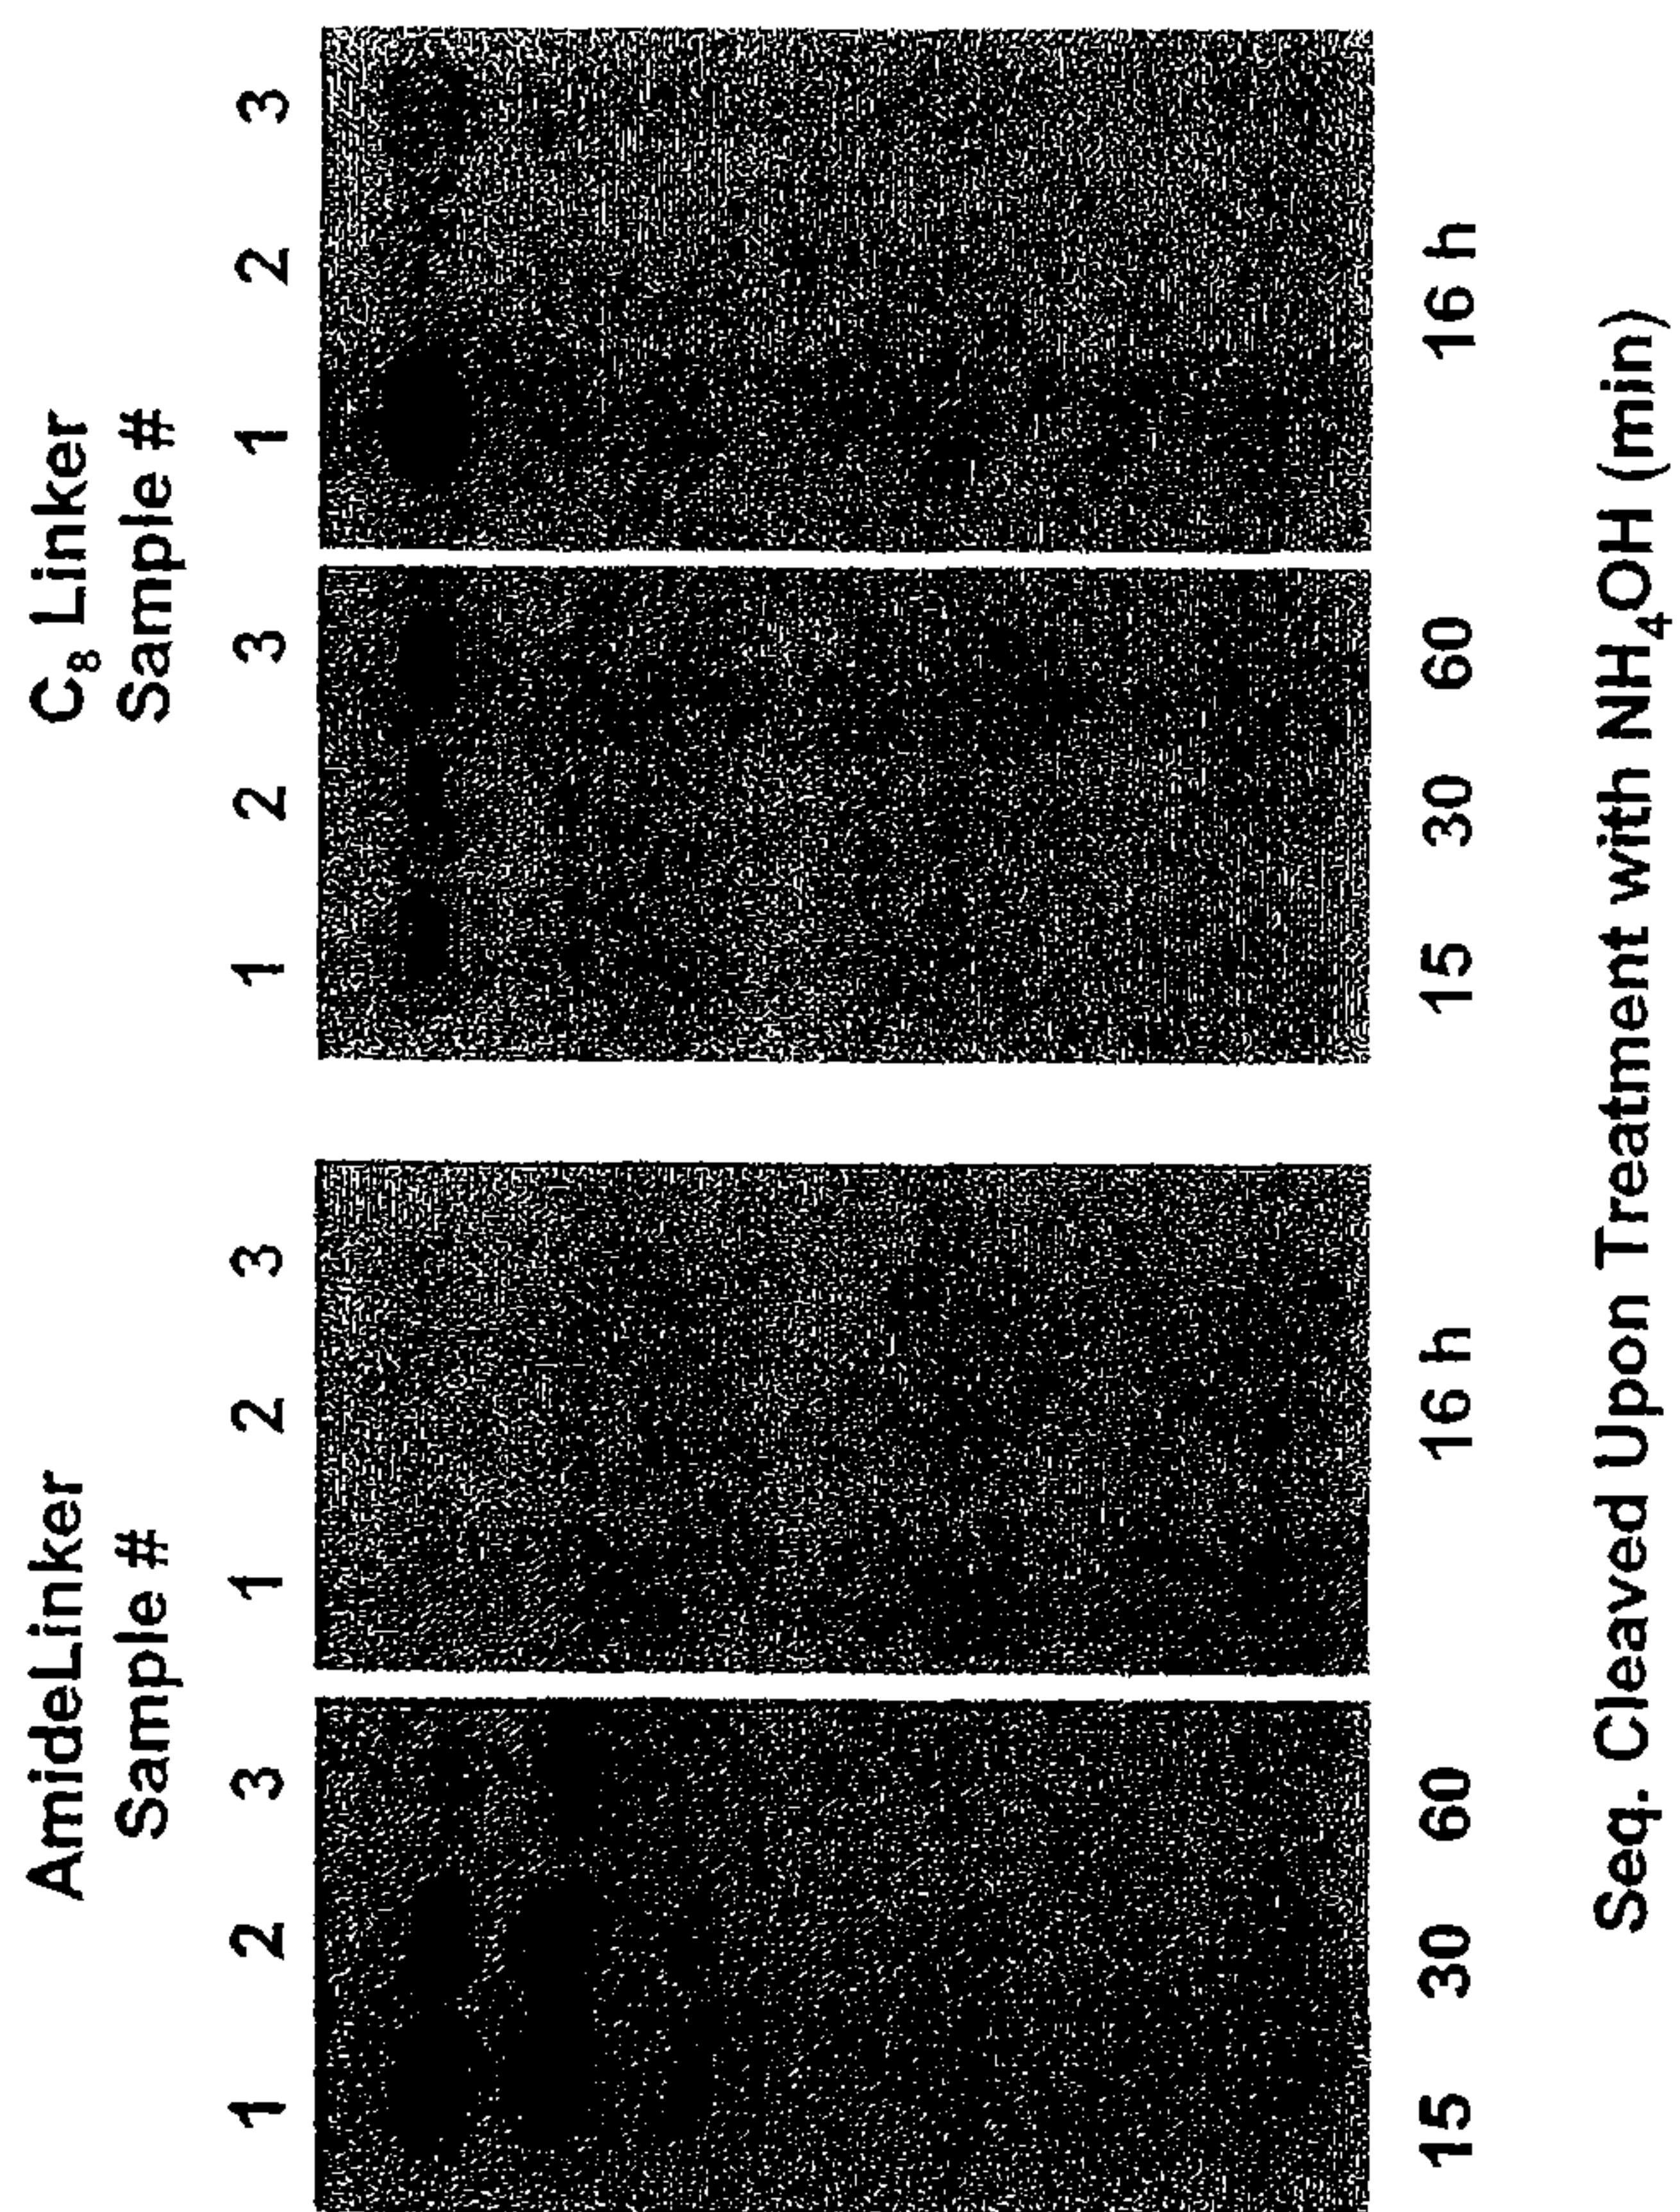 AmideLinker
Sample #
C₈ Linker
Sample #
1 2 3 1 2 3 1 2 3 1 2 3
15 30 60 16 h 15 30 60 16 h
Seq. Cleaved Upon Treatment with NH₄OH (min)